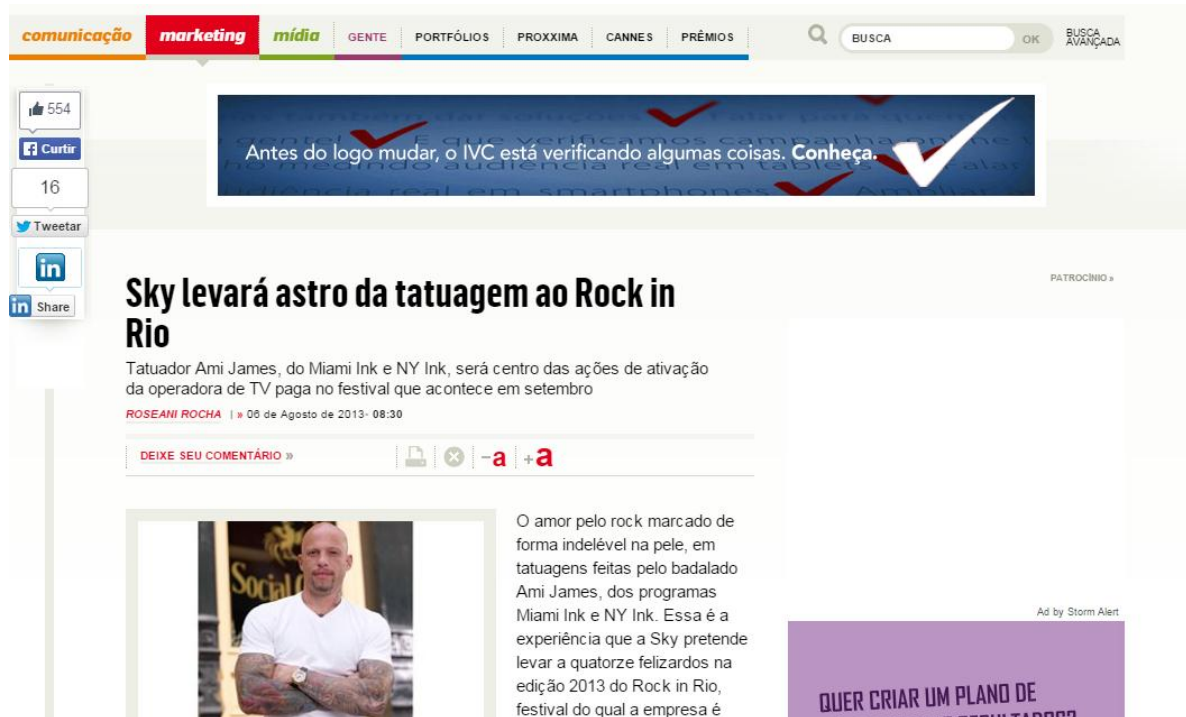 comunicação marketing mídia GENTE PORTFÓLIOS PROXXIMA CANNES PRÊMIOS BUSCA OK BUSCA AVANÇADA
554
Curtir
16
Tweetar
in
in Share
Antes do logo mudar, o IVC está verificando algumas coisas. Conheça.
Sky levará astro da tatuagem ao Rock in
Rio
Tatuador Ami James, do Miami Ink e NY Ink, será centro das ações de ativação
da operadora de TV paga no festival que acontece em setembro
ROSEANI ROCHA | » 06 de Agosto de 2013- 08:30
DEIXE SEU COMENTÁRIO »
-a +a
PATROCÍNIO »
Social
O amor pelo rock marcado de
forma indelével na pele, em
tatuagens feitas pelo badalado
Ami James, dos programas
Miami Ink e NY Ink. Essa é a
experiência que a Sky pretende
levar a quatorze felizardos na
edição 2013 do Rock in Rio,
festival do qual a empresa é
Ad by Storm Alert
QUER CRIAR UM PLANO DE